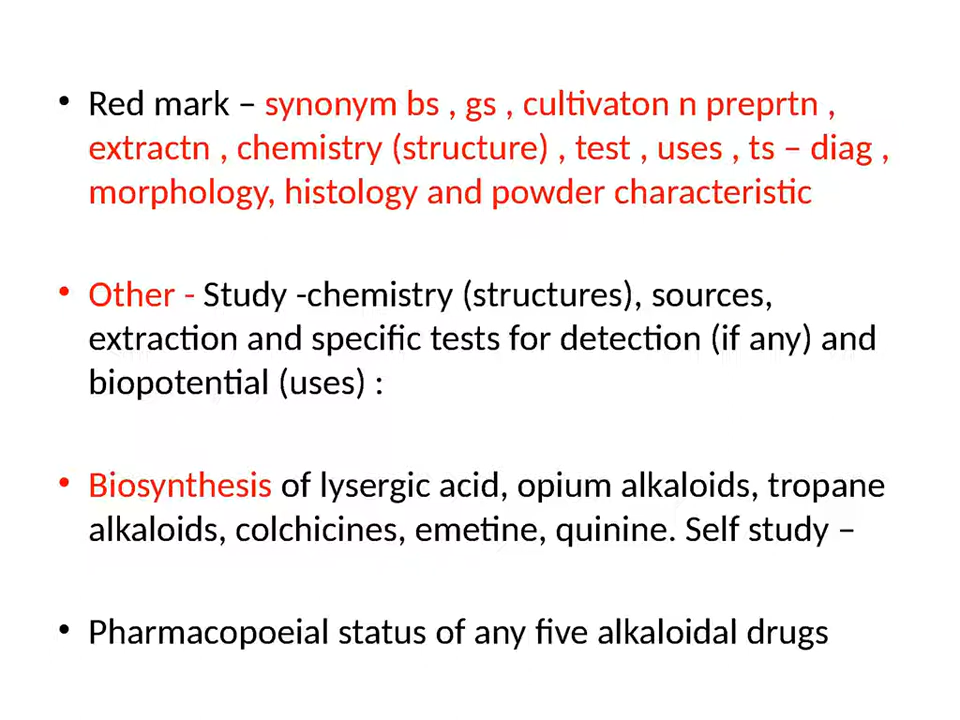 • Red mark – synonym bs , gs , cultivaton n preprtn ,
extractn , chemistry (structure) , test , uses , ts – diag ,
morphology, histology and powder characteristic
• Other - Study -chemistry (structures), sources,
extraction and specific tests for detection (if any) and
biopotential (uses) :
• Biosynthesis of lysergic acid, opium alkaloids, tropane
alkaloids, colchicines, emetine, quinine. Self study –
• Pharmacopoeial status of any five alkaloidal drugs